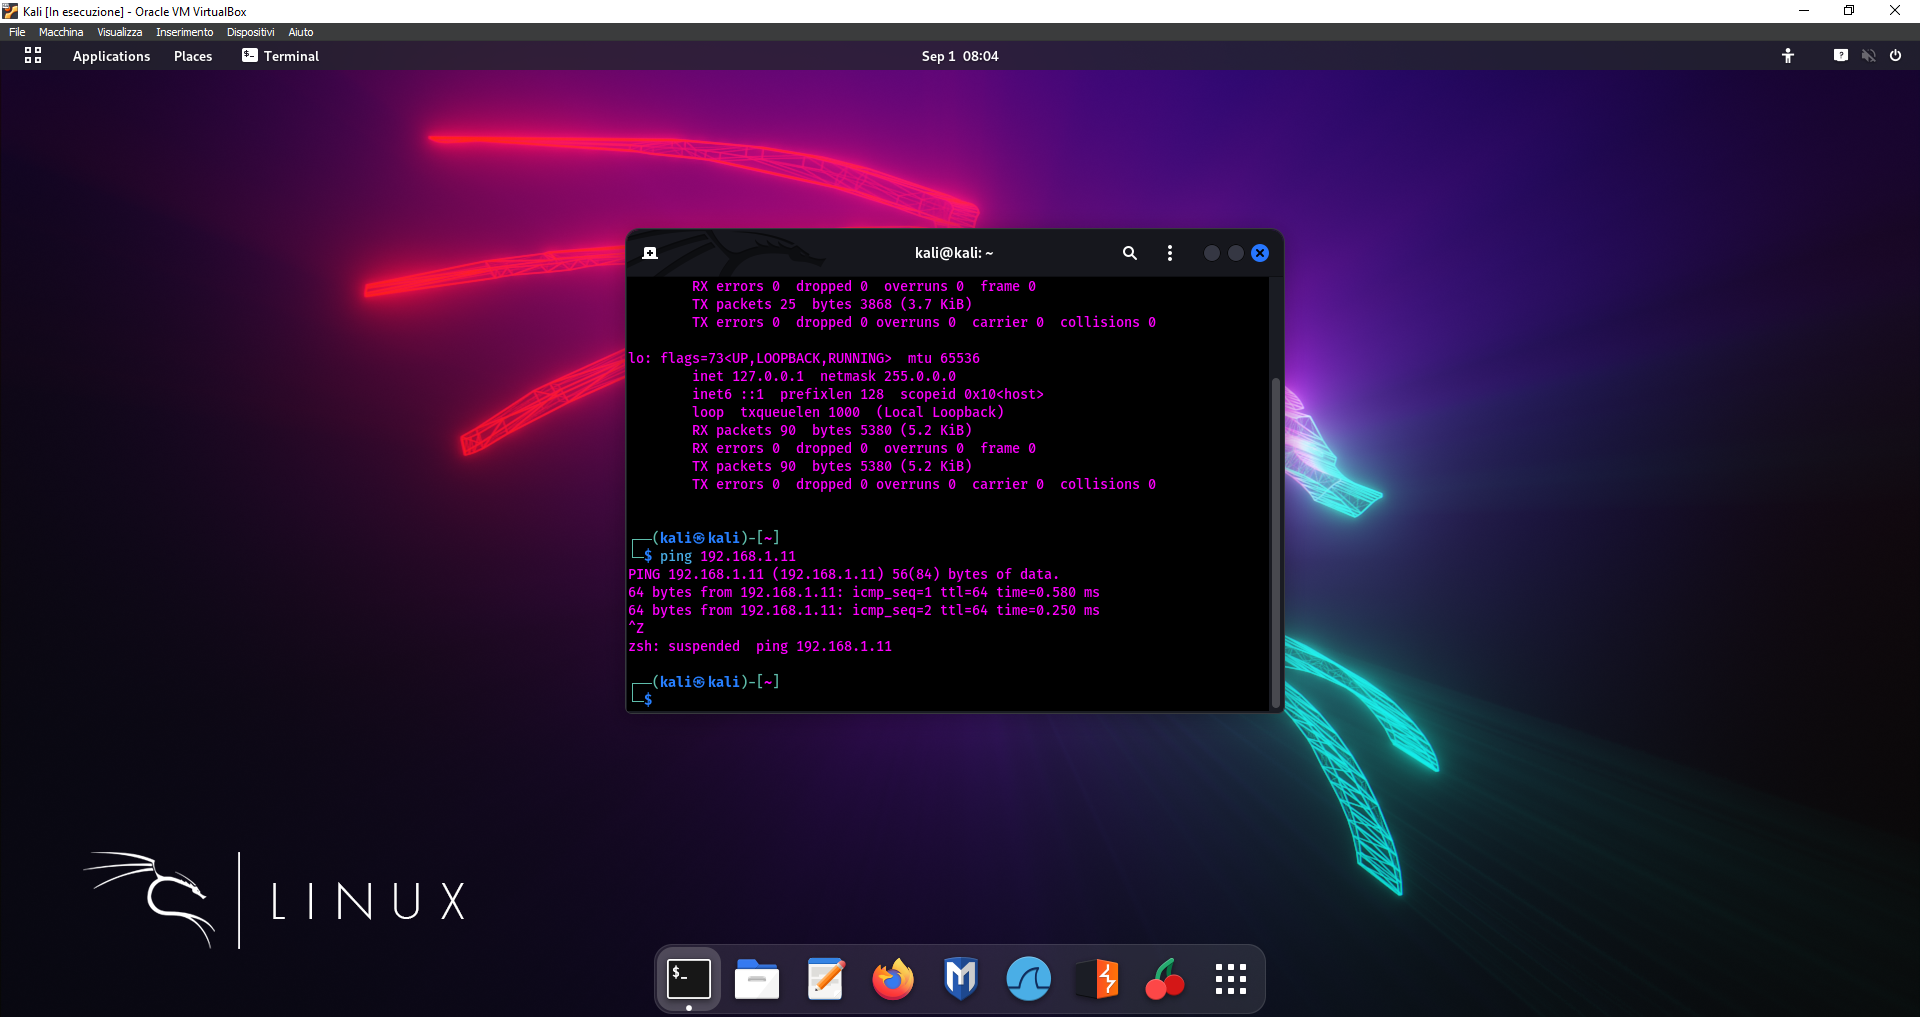 Kali [In esecuzione] - Oracle VM VirtualBox
File Macchina Visualizza Inserimento Dispositivi Aiuto
Applications Places Terminal Sep 1 08:04
kali@kali: ~
RX errors 0  dropped 0  overruns 0  frame 0
TX packets 25  bytes 3868 (3.7 KiB)
TX errors 0  dropped 0 overruns 0  carrier 0  collisions 0
lo: flags=73<UP,LOOPBACK,RUNNING>  mtu 65536
inet 127.0.0.1  netmask 255.0.0.0
inet6 ::1  prefixlen 128  scopeid 0x10<host>
loop  txqueuelen 1000  (Local Loopback)
RX packets 90  bytes 5380 (5.2 KiB)
RX errors 0  dropped 0  overruns 0  frame 0
TX packets 90  bytes 5380 (5.2 KiB)
TX errors 0  dropped 0 overruns 0  carrier 0  collisions 0
┌──(kali㉿kali)-[~]
└─$ ping 192.168.1.11
PING 192.168.1.11 (192.168.1.11) 56(84) bytes of data.
64 bytes from 192.168.1.11: icmp_seq=1 ttl=64 time=0.580 ms
64 bytes from 192.168.1.11: icmp_seq=2 ttl=64 time=0.250 ms
^Z
zsh: suspended  ping 192.168.1.11
┌──(kali㉿kali)-[~]
└─$
LINUX
$_